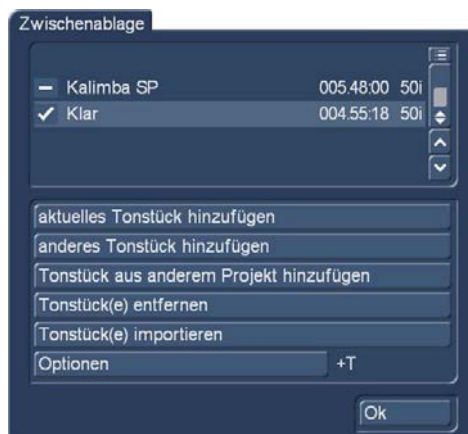 Zwischenablage
Kalimba SP 005.48:00 50i
Klar 004.55:18 50i
aktuelles Tonstück hinzufügen
anderes Tonstück hinzufügen
Tonstück aus anderem Projekt hinzufügen
Tonstück(e) entfernen
Tonstück(e) importieren
Optionen +T
Ok